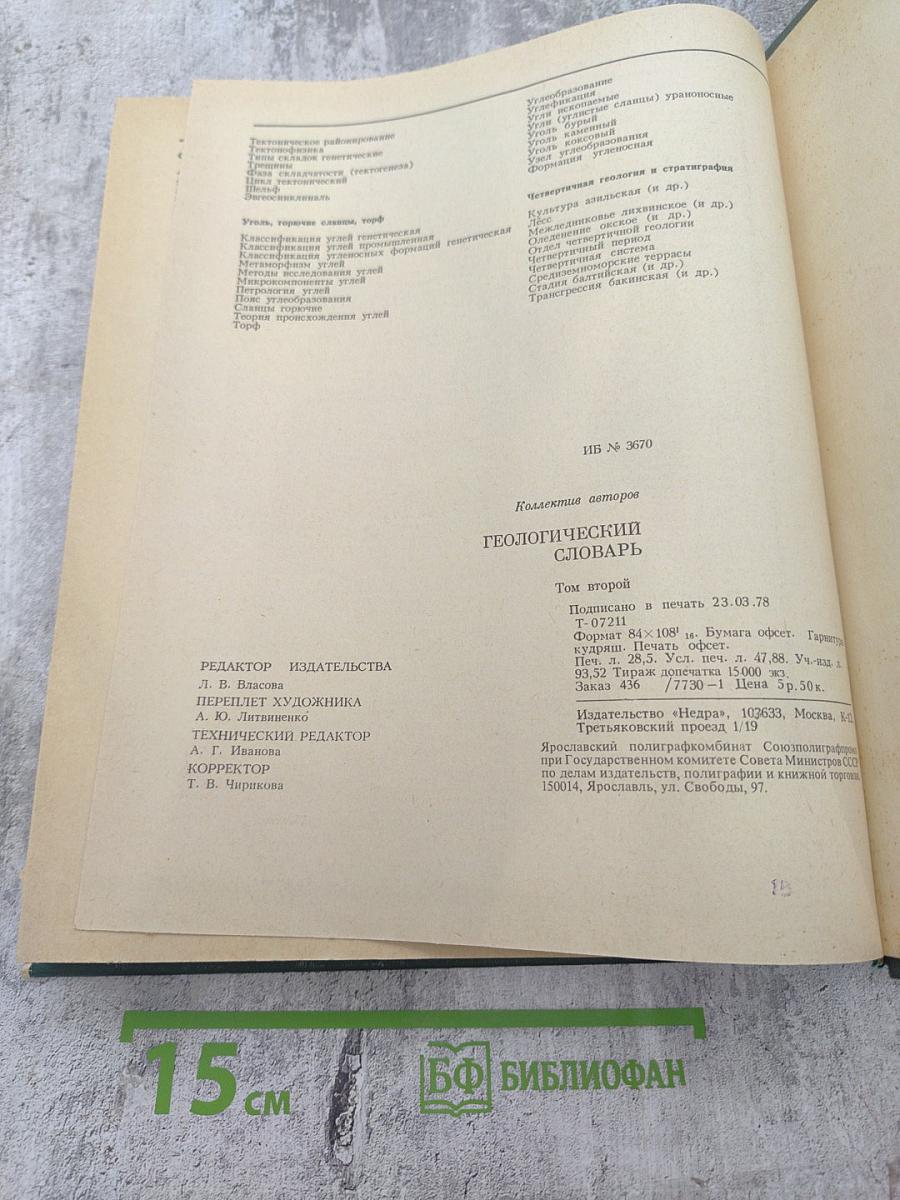 Тектоническое районирование
Тектонофизика
Типы складок генетические
Трещины
Фаза складчатости (тектогенеза)
Цикл тектонический
Шельф
Эвгеосинклиналь
Уголь, горючие сланцы, торф
Классификация углей генетическая
Классификация углей промышленная
Классификация угленосных формаций генетическая
Метаморфизм углей
Методы исследования углей
Микрокомпоненты углей
Петрология углей
Пояс углеобразования
Сланцы горючие
Теория происхождения углей
Торф
Углеобразование
Углефикация
Угли ископаемые
Угли (углистые сланцы) ураноносные
Уголь бурый
Уголь каменный
Уголь коксовый
Узел углеобразования
Формация угленосная
Четвертичная геология и стратиграфия
Культура азильская (и др.)
Лёсс
Межледниковье лихвинское (и др.)
Оледенение окское (и др.)
Отдел четвертичной геологии
Четвертичный период
Четвертичная система
Средиземноморские террасы
Стадия балтийская (и др.)
Трансгрессия бакинская (и др.)
ИБ № 3670
Коллектив авторов
ГЕОЛОГИЧЕСКИЙ
СЛОВАРЬ
Том второй
РЕДАКТОР ИЗДАТЕЛЬСТВА
Л. В. Власова
ПЕРЕПЛЕТ ХУДОЖНИКА
А. Ю. Литвиненко
ТЕХНИЧЕСКИЙ РЕДАКТОР
А. Г. Иванова
КОРРЕКТОР
Т. В. Чирикова
Подписано в печать 23.03.78
Т-07211
Формат 84×108¹ ₁₆. Бумага офсет. Гарнитура
кудряш. Печать офсет.
Печ. л. 28,5. Усл. печ. л. 47,88. Уч.-изд. л.
93,52 Тираж допечатка 15000 экз.
Заказ 436 /7730-1 Цена 5р.50к.
Издательство «Недра», 103633, Москва, К-12,
Третьяковский проезд 1/19
Ярославский полиграфкомбинат Союзполиграфпрома
при Государственном комитете Совета Министров СССР
по делам издательств, полиграфии и книжной торговли.
150014, Ярославль, ул. Свободы, 97.
15 см
БФ БИБЛИОФАН